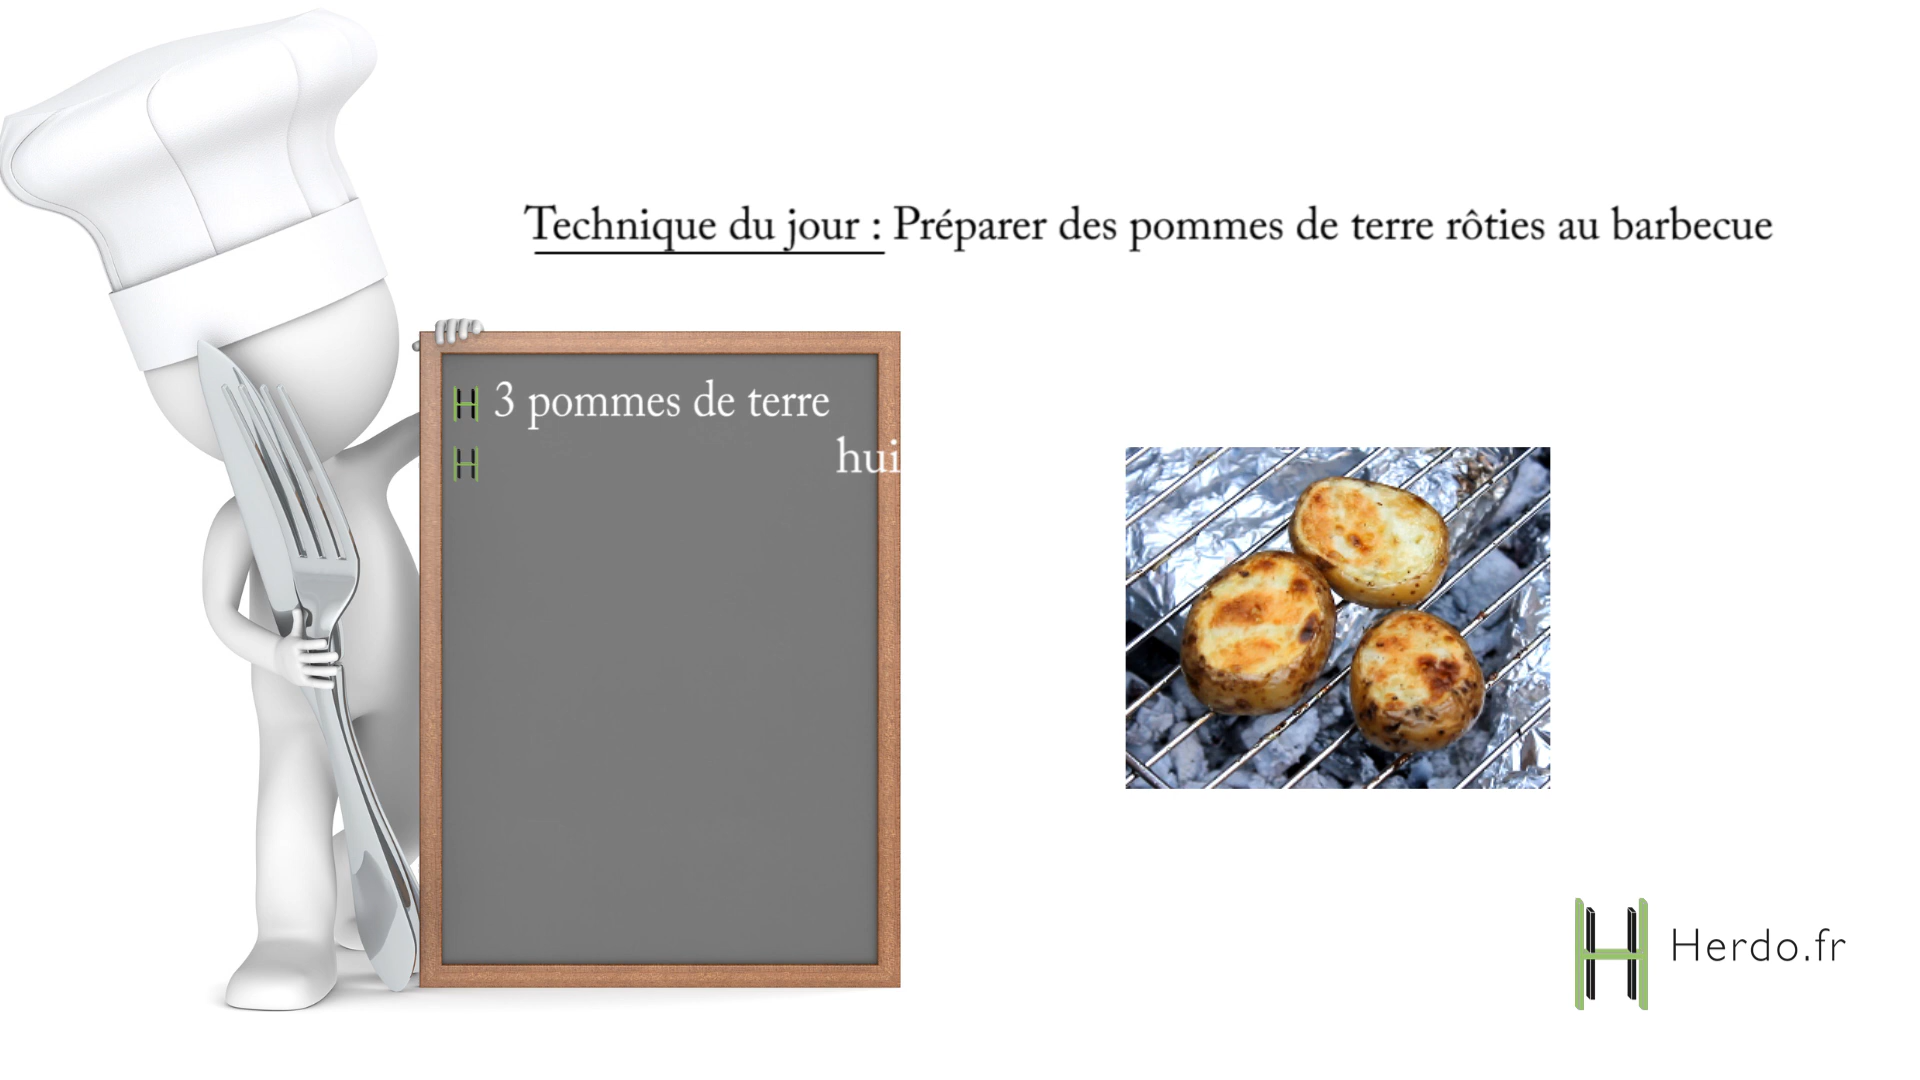 Technique du jour : Préparer des pommes de terre rôties au barbecue
3 pommes de terre
hui
Herdo.fr